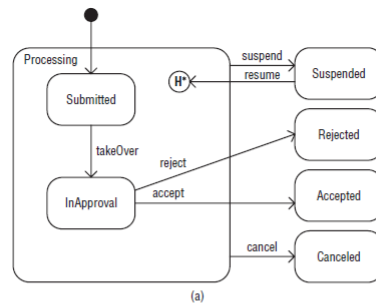 Processing
suspend
resume
H*
Suspended
Submitted
takeOver
reject
Rejected
InApproval
accept
Accepted
cancel
Canceled
(a)